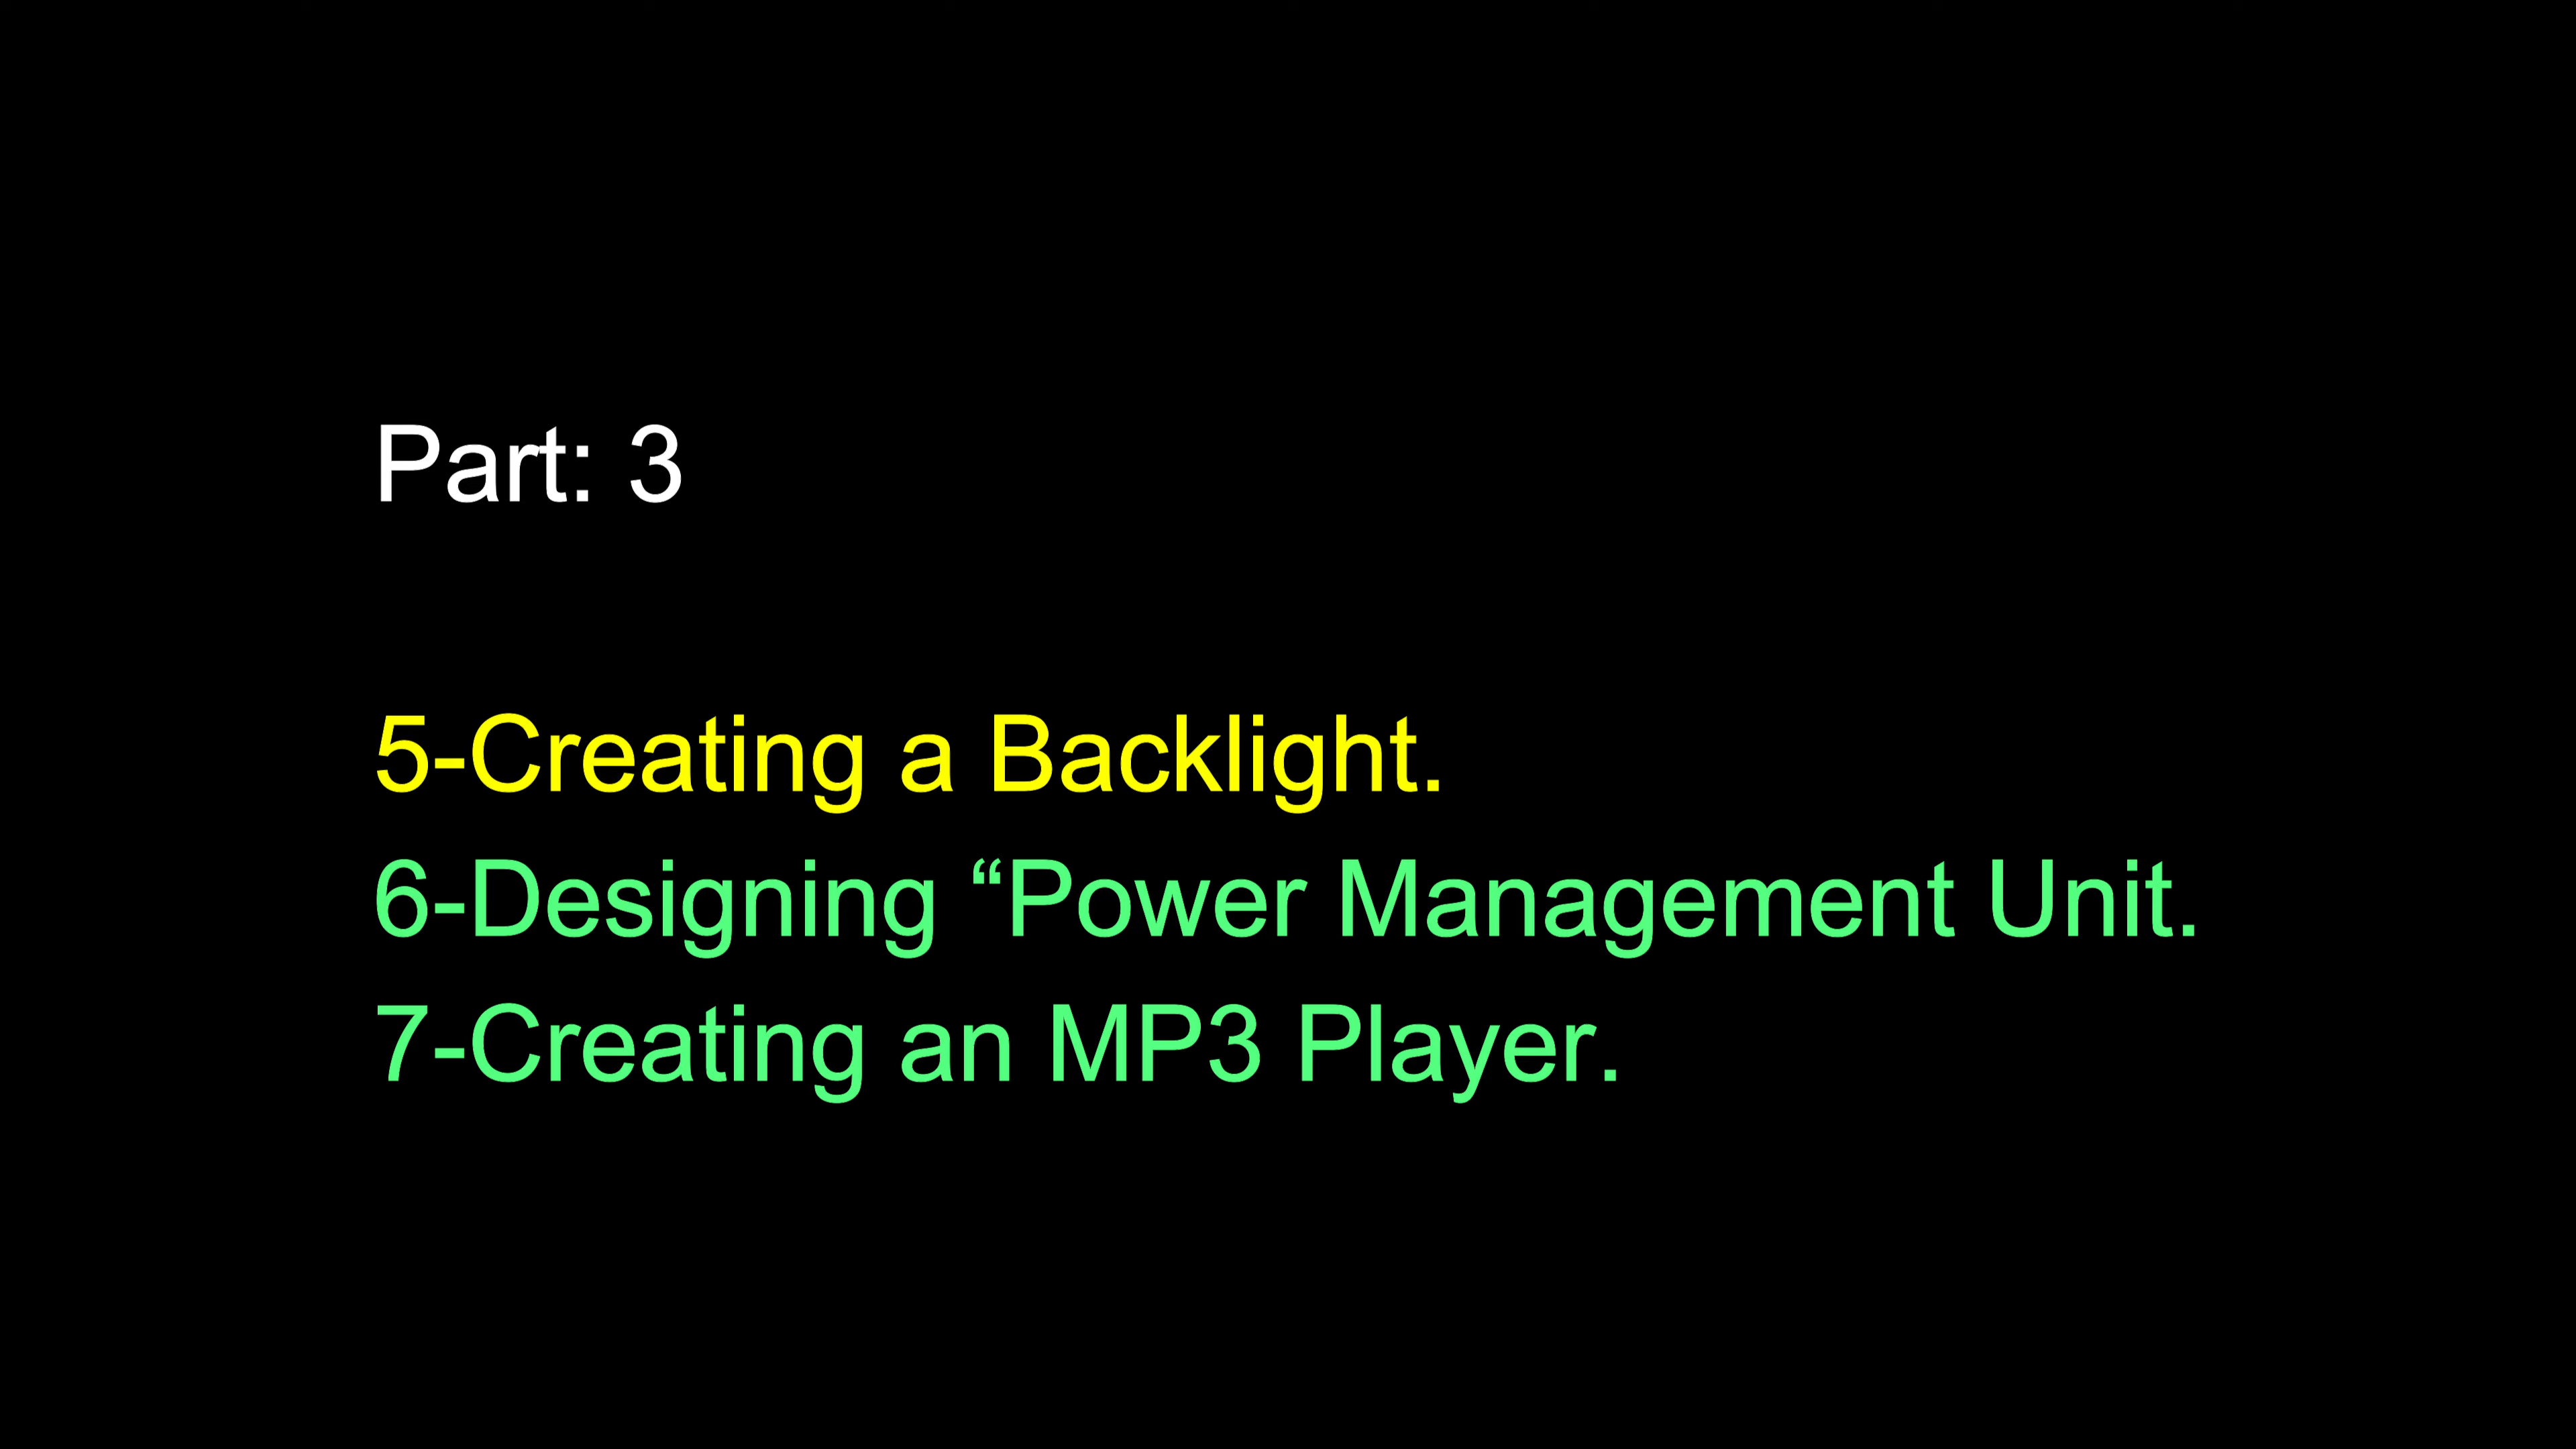 Part: 3
5-Creating a Backlight.
6-Designing “Power Management Unit.
7-Creating an MP3 Player.